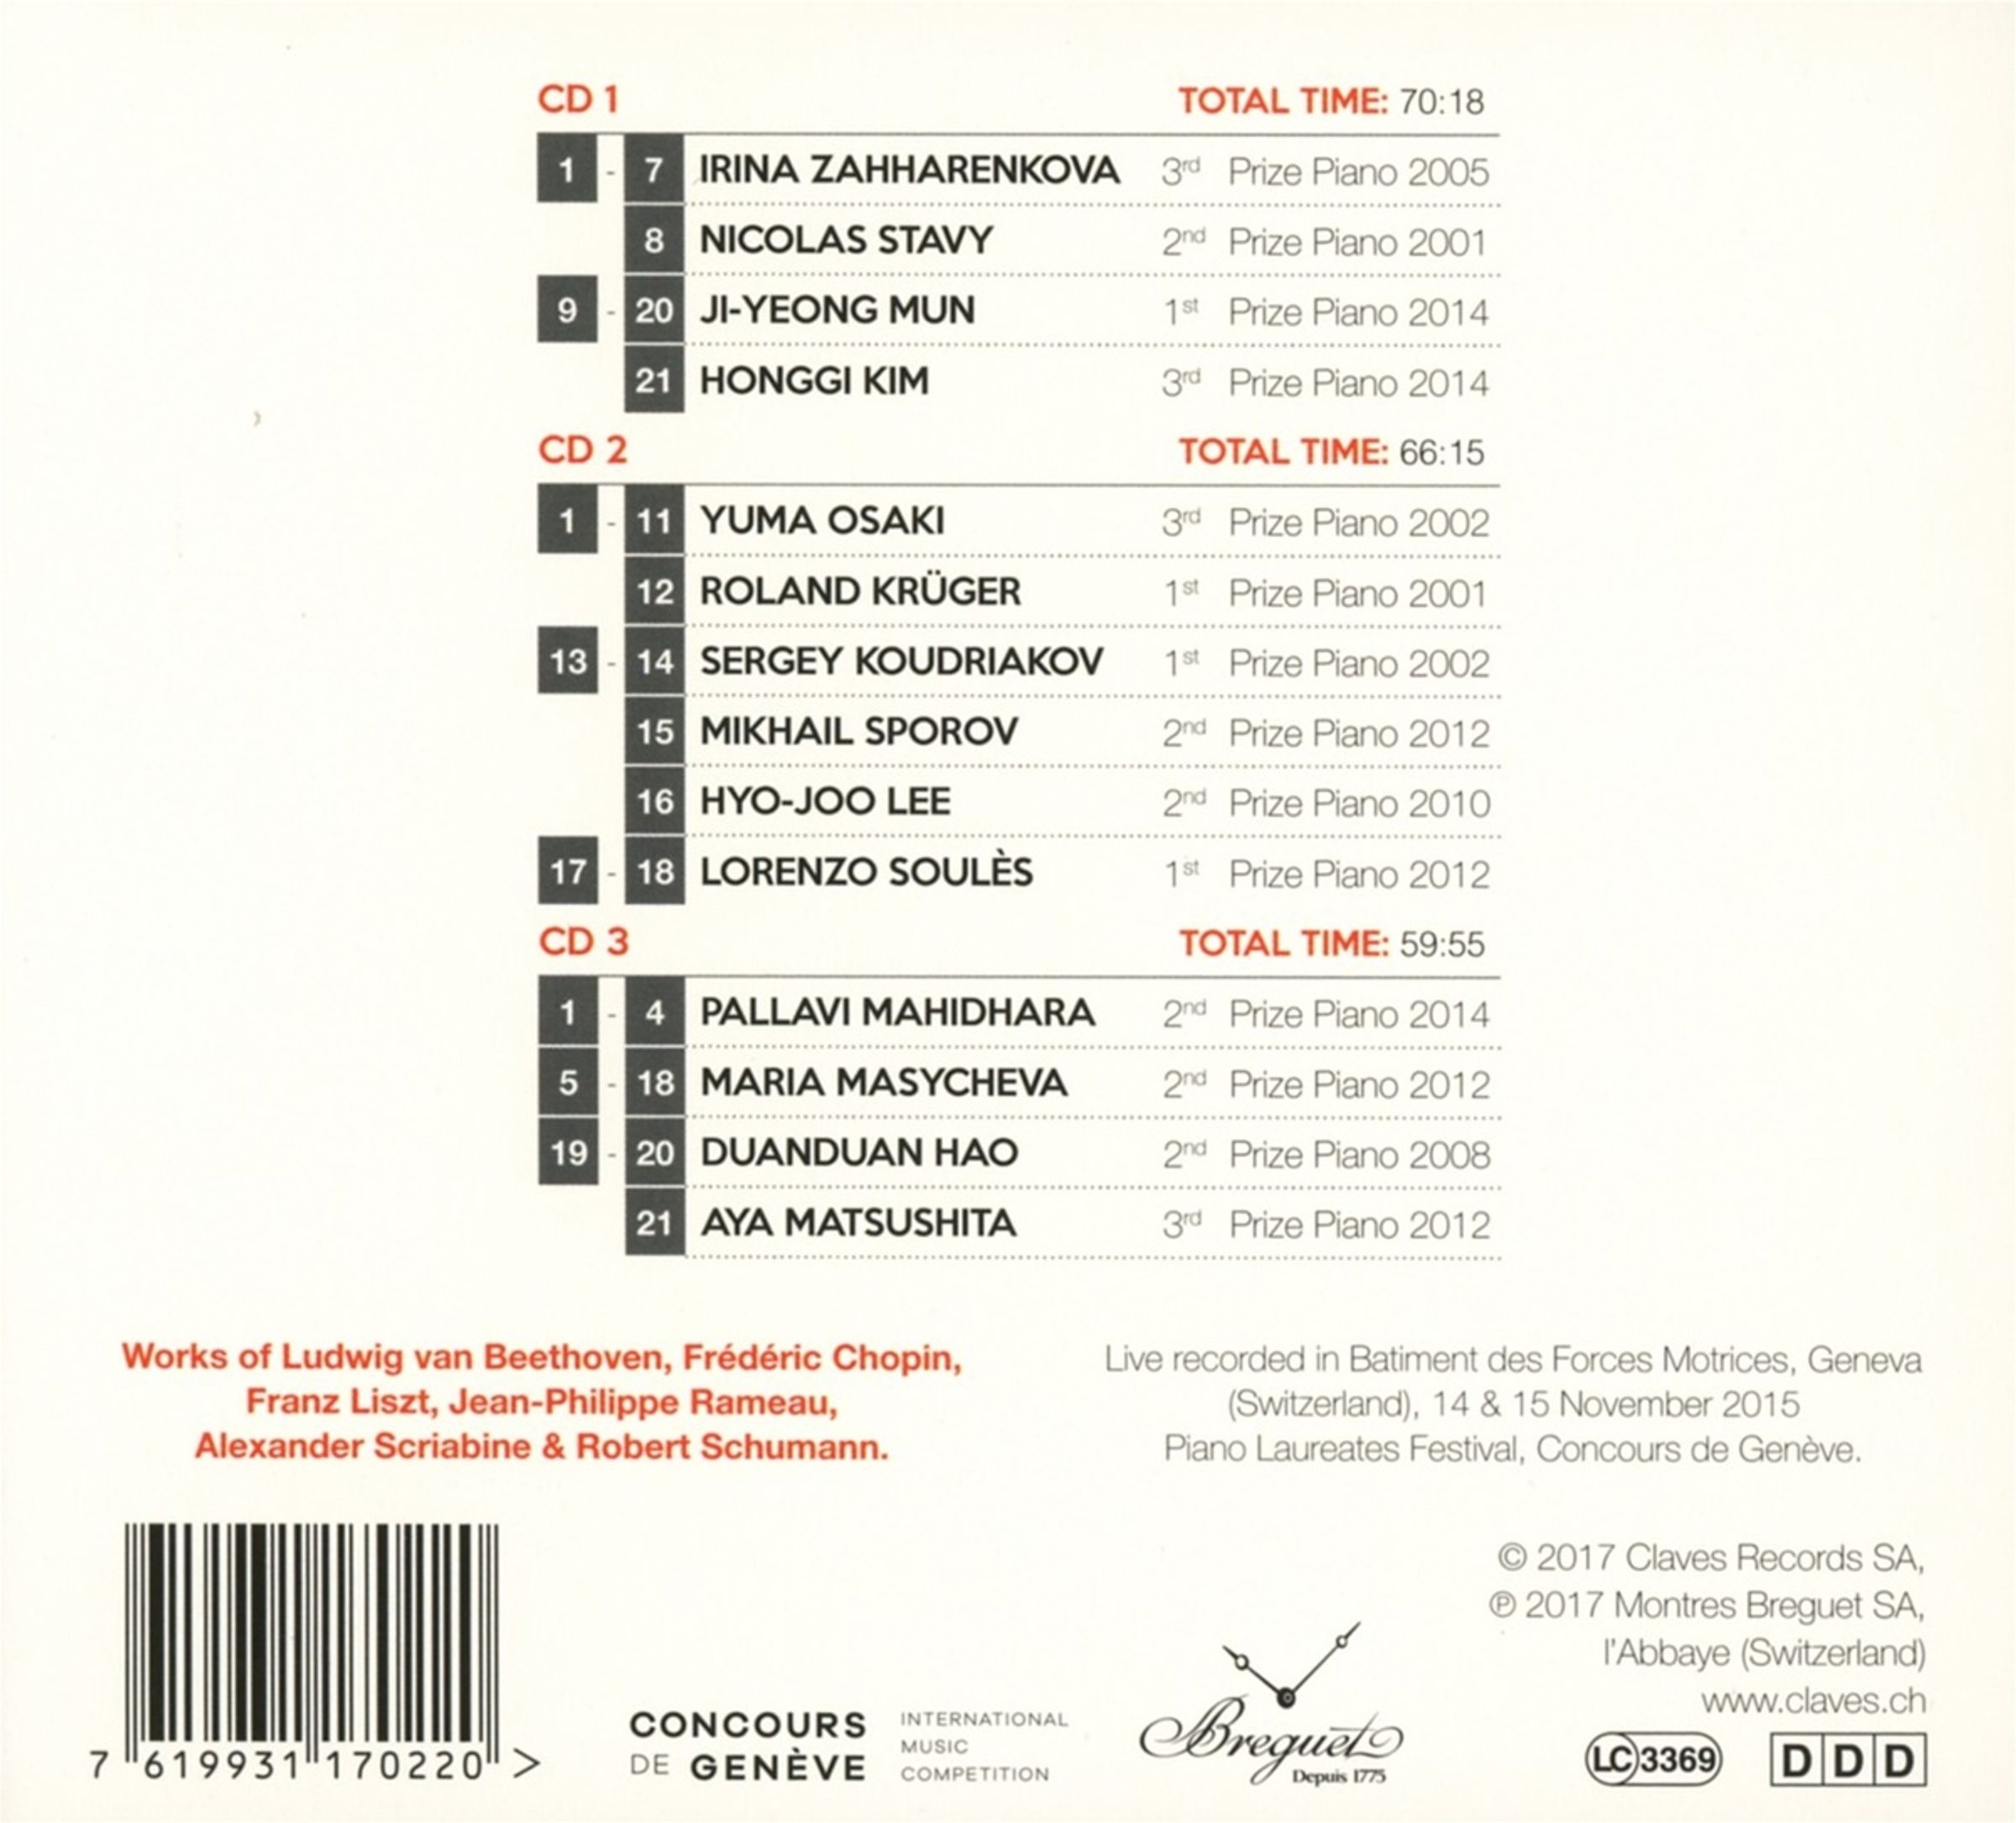 CD 1 TOTAL TIME: 70:18
1 - 7 IRINA ZAHHARENKOVA 3rd Prize Piano 2005
8 NICOLAS STAVY 2nd Prize Piano 2001
9 - 20 JI-YEONG MUN 1st Prize Piano 2014
21 HONGGI KIM 3rd Prize Piano 2014
CD 2 TOTAL TIME: 66:15
1 - 11 YUMA OSAKI 3rd Prize Piano 2002
12 ROLAND KRÜGER 1st Prize Piano 2001
13 - 14 SERGEY KOUDRIAKOV 1st Prize Piano 2002
15 MIKHAIL SPOROV 2nd Prize Piano 2012
16 HYO-JOO LEE 2nd Prize Piano 2010
17 - 18 LORENZO SOULÈS 1st Prize Piano 2012
CD 3 TOTAL TIME: 59:55
1 - 4 PALLAVI MAHIDHARA 2nd Prize Piano 2014
5 - 18 MARIA MASYCHEVA 2nd Prize Piano 2012
19 - 20 DUANDUAN HAO 2nd Prize Piano 2008
21 AYA MATSUSHITA 3rd Prize Piano 2012
Works of Ludwig van Beethoven, Frédéric Chopin,
Franz Liszt, Jean-Philippe Rameau,
Alexander Scriabine & Robert Schumann.
Live recorded in Batiment des Forces Motrices, Geneva
(Switzerland), 14 & 15 November 2015
Piano Laureates Festival, Concours de Genève.
7 619931 170220 >
CONCOURS
DE GENÈVE
INTERNATIONAL
MUSIC
COMPETITION
Breguet
Depuis 1775
© 2017 Claves Records SA,
℗ 2017 Montres Breguet SA,
l'Abbaye (Switzerland)
www.claves.ch
LC 3369
D D D